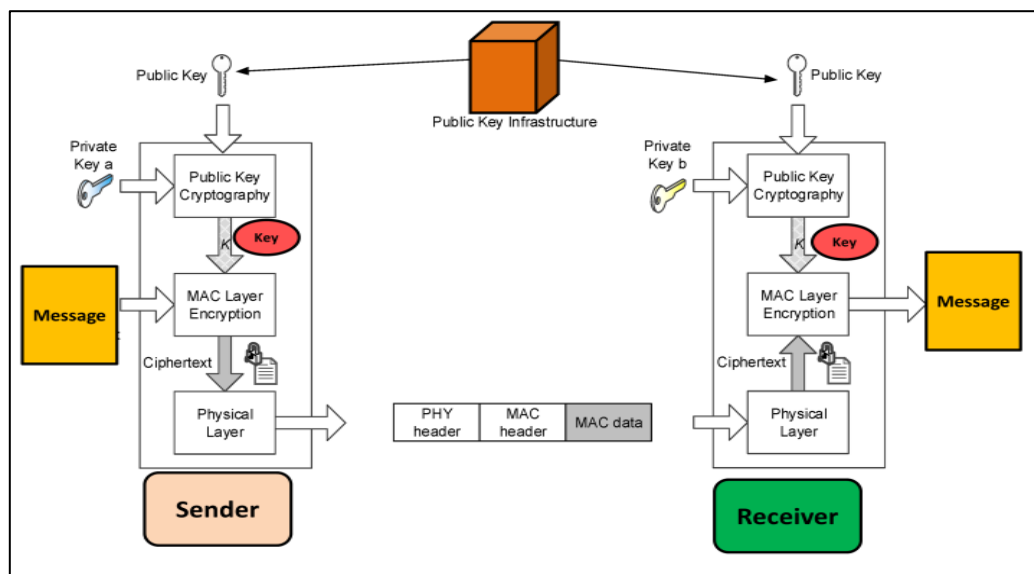 Public Key
Public Key
Public Key Infrastructure
Private
Key a
Public Key
Cryptography
K
Key
Message
MAC Layer
Encryption
Ciphertext
Physical
Layer
Sender
PHY
header
MAC
header
MAC data
Private
Key b
Public Key
Cryptography
K
Key
MAC Layer
Encryption
Message
Ciphertext
Physical
Layer
Receiver